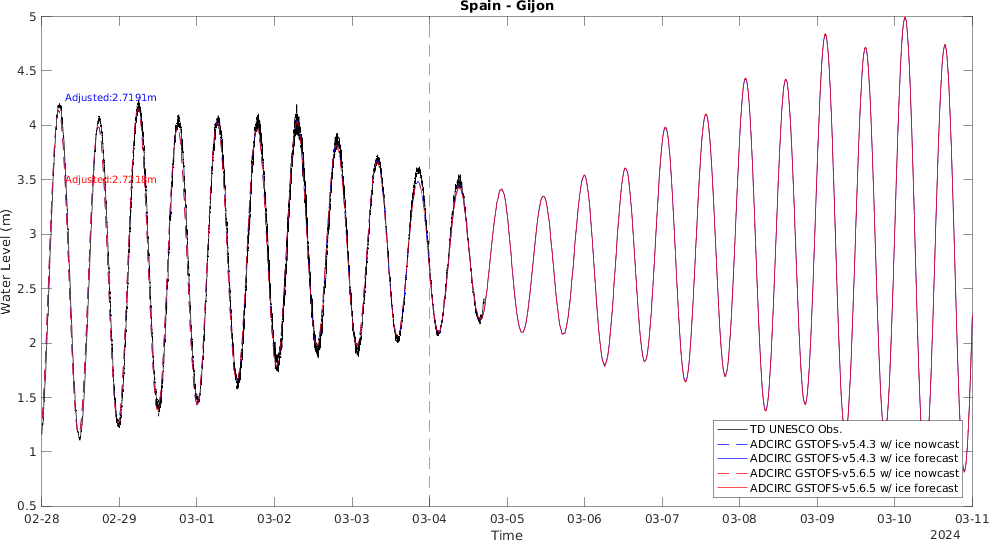 Spain - Gijon
Water Level (m)
5
4.5
4
3.5
3
2.5
2
1.5
1
0.5
Adjusted:2.7191m
Adjusted:2.7218m
TD UNESCO Obs.
ADCIRC GSTOFS-v5.4.3 w/ ice nowcast
ADCIRC GSTOFS-v5.4.3 w/ ice forecast
ADCIRC GSTOFS-v5.6.5 w/ ice nowcast
ADCIRC GSTOFS-v5.6.5 w/ ice forecast
02-28 02-29 03-01 03-02 03-03 03-04 03-05 03-06 03-07 03-08 03-09 03-10 03-11
Time
2024